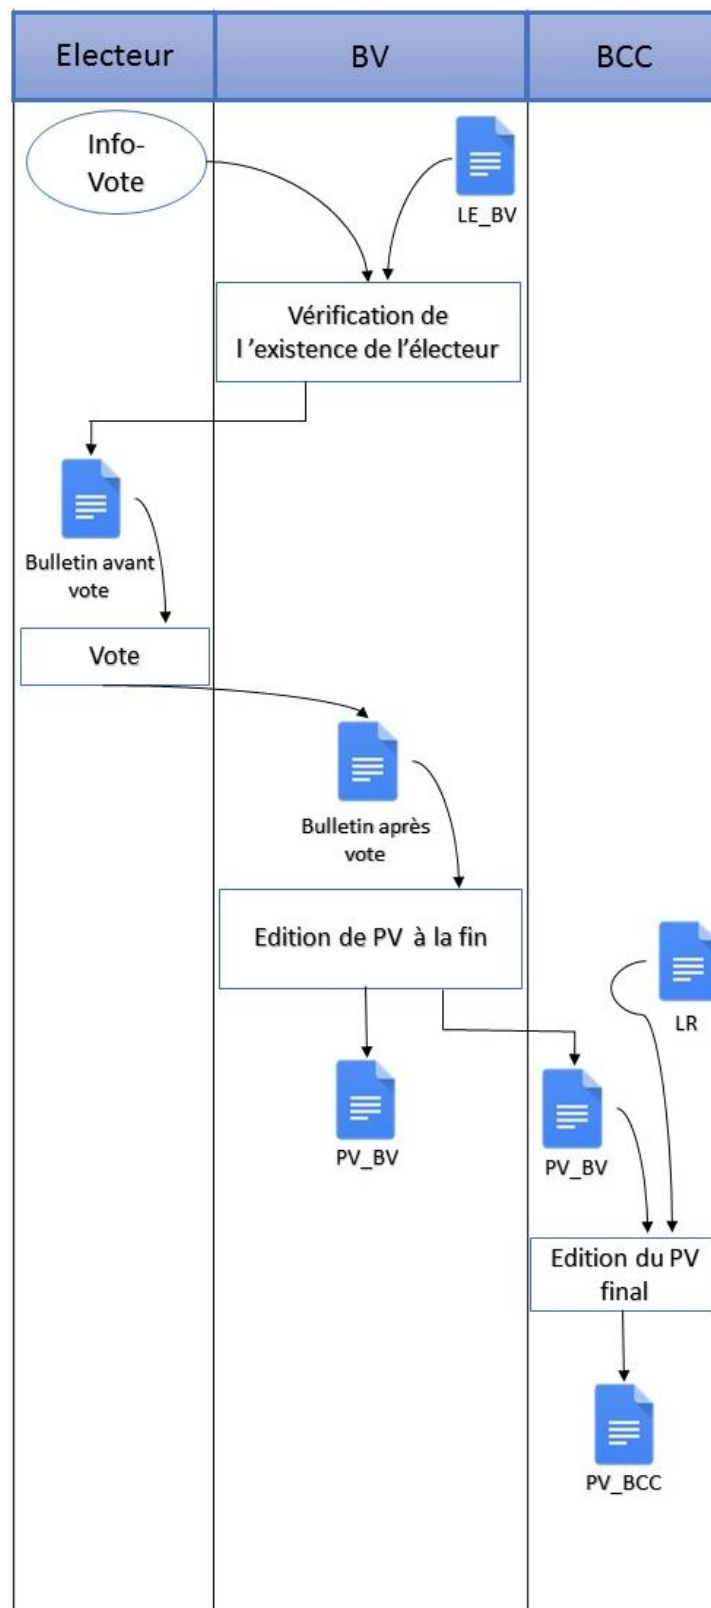 Electeur
BV
BCC
Info-
Vote
LE_BV
Vérification de
l ’existence de l’électeur
Bulletin avant
vote
Vote
Bulletin après
vote
Edition de PV à la fin
LR
PV_BV
PV_BV
Edition du PV
final
PV_BCC